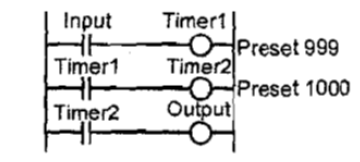 Input Timer1
Preset 999
Timer1 Timer2
Preset 1000
Timer2 Output